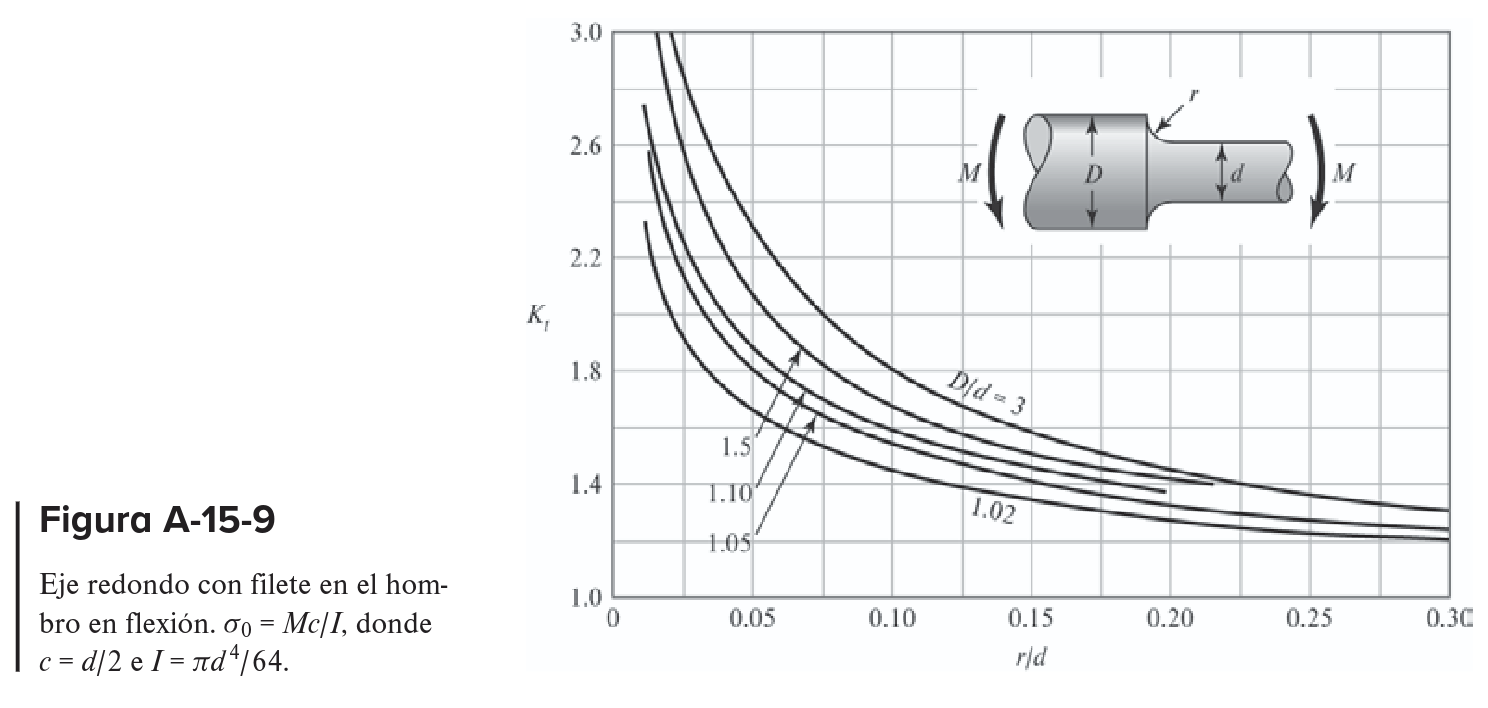 Figura A-15-9
Eje redondo con filete en el hom-
bro en flexión. σ0 = Mc/I, donde
c = d/2 e I = πd4/64.
3.0
2.6
2.2
1.8
1.4
1.0
Kt
0
0.05
0.10
0.15
0.20
0.25
0.30
r/d
r
M
D
d
M
D/d = 3
1.5
1.10
1.05
1.02